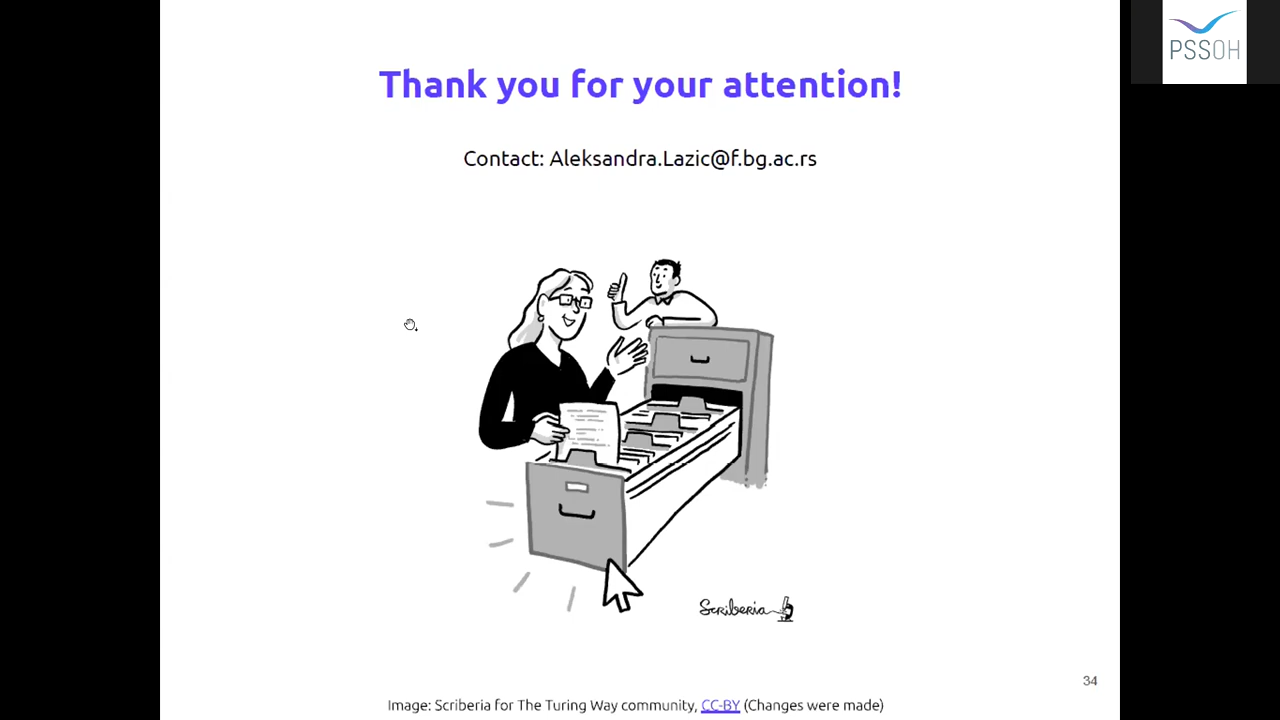 PSSOH
Thank you for your attention!
Contact: Aleksandra.Lazic@f.bg.ac.rs
Scriberia
34
Image: Scriberia for The Turing Way community, CC-BY (Changes were made)